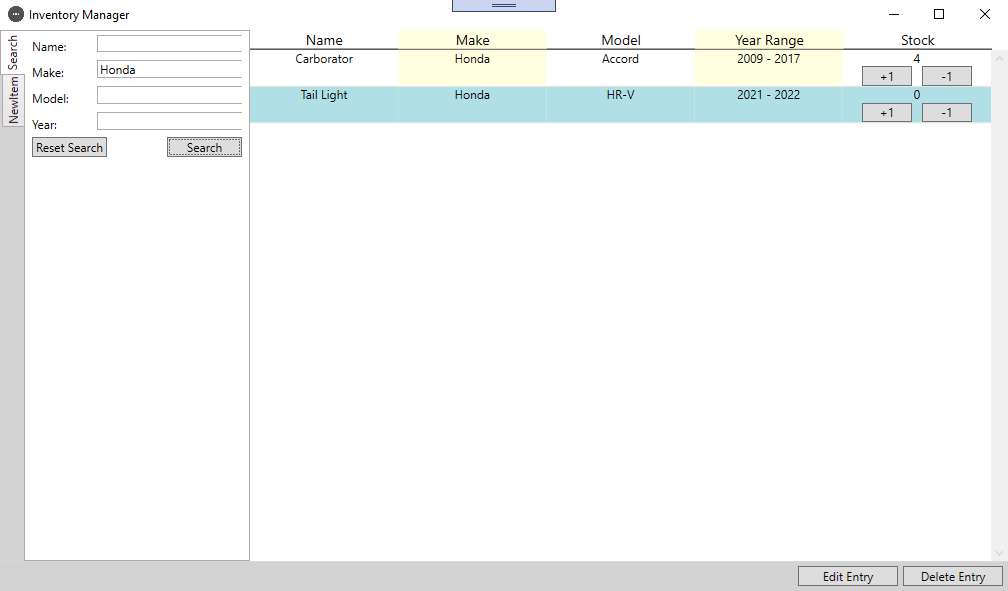 Inventory Manager
Search
NewItem
Name:
Make: Honda
Model:
Year:
Reset Search Search
Name Make Model Year Range Stock
Carborator Honda Accord 2009 - 2017 4
+1 -1
Tail Light Honda HR-V 2021 - 2022 0
+1 -1
Edit Entry Delete Entry